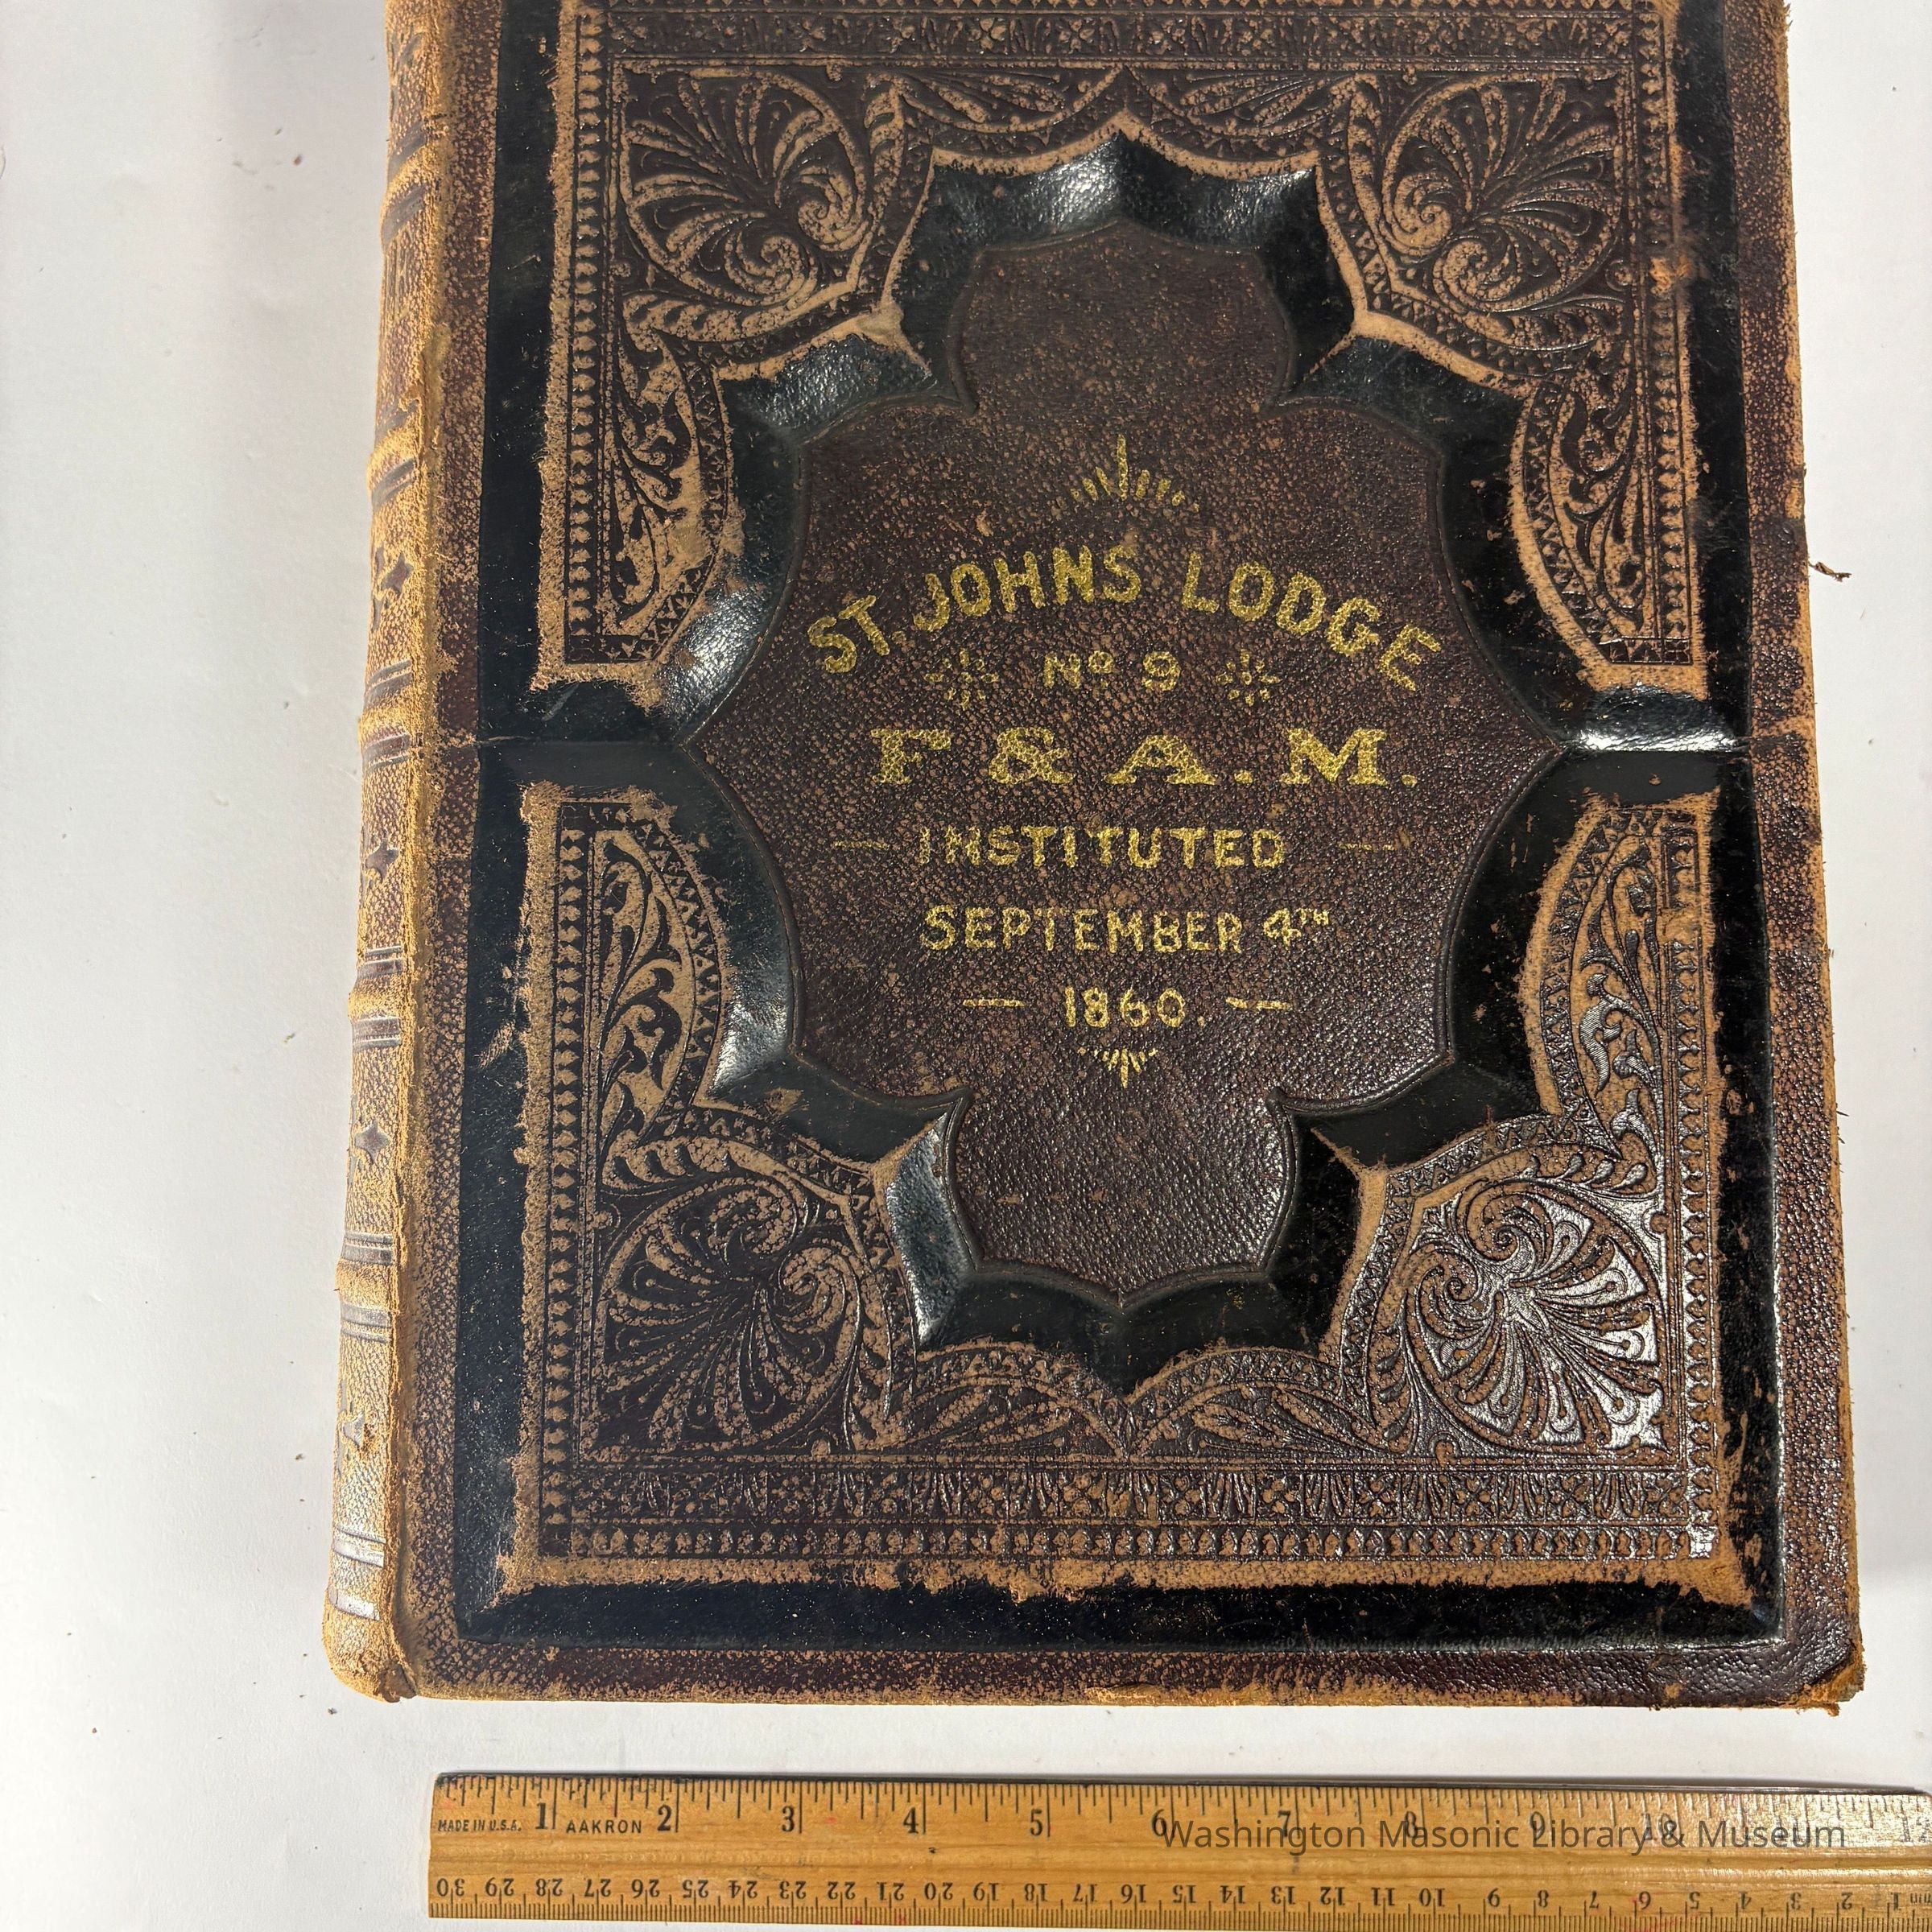 ST. JOHNS LODGE
Nº 9
F & A. M.
INSTITUTED
SEPTEMBER 4TH
1860.
1 2 3 4 5 6 7 8 9 10
MADE IN U.S.A. AAKRON
Washington Masonic Library & Museum
30 29 28 27 26 25 24 23 22 21 20 19 18 17 16 15 14 13 12 11 10 9 8 7 6 5 4 3 2 1